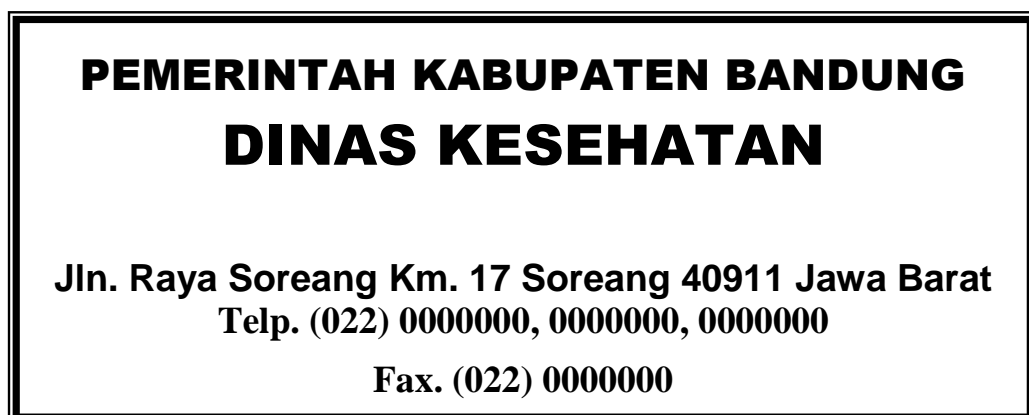 PEMERINTAH KABUPATEN BANDUNG
DINAS KESEHATAN
Jln. Raya Soreang Km. 17 Soreang 40911 Jawa Barat
Telp. (022) 0000000, 0000000, 0000000
Fax. (022) 0000000